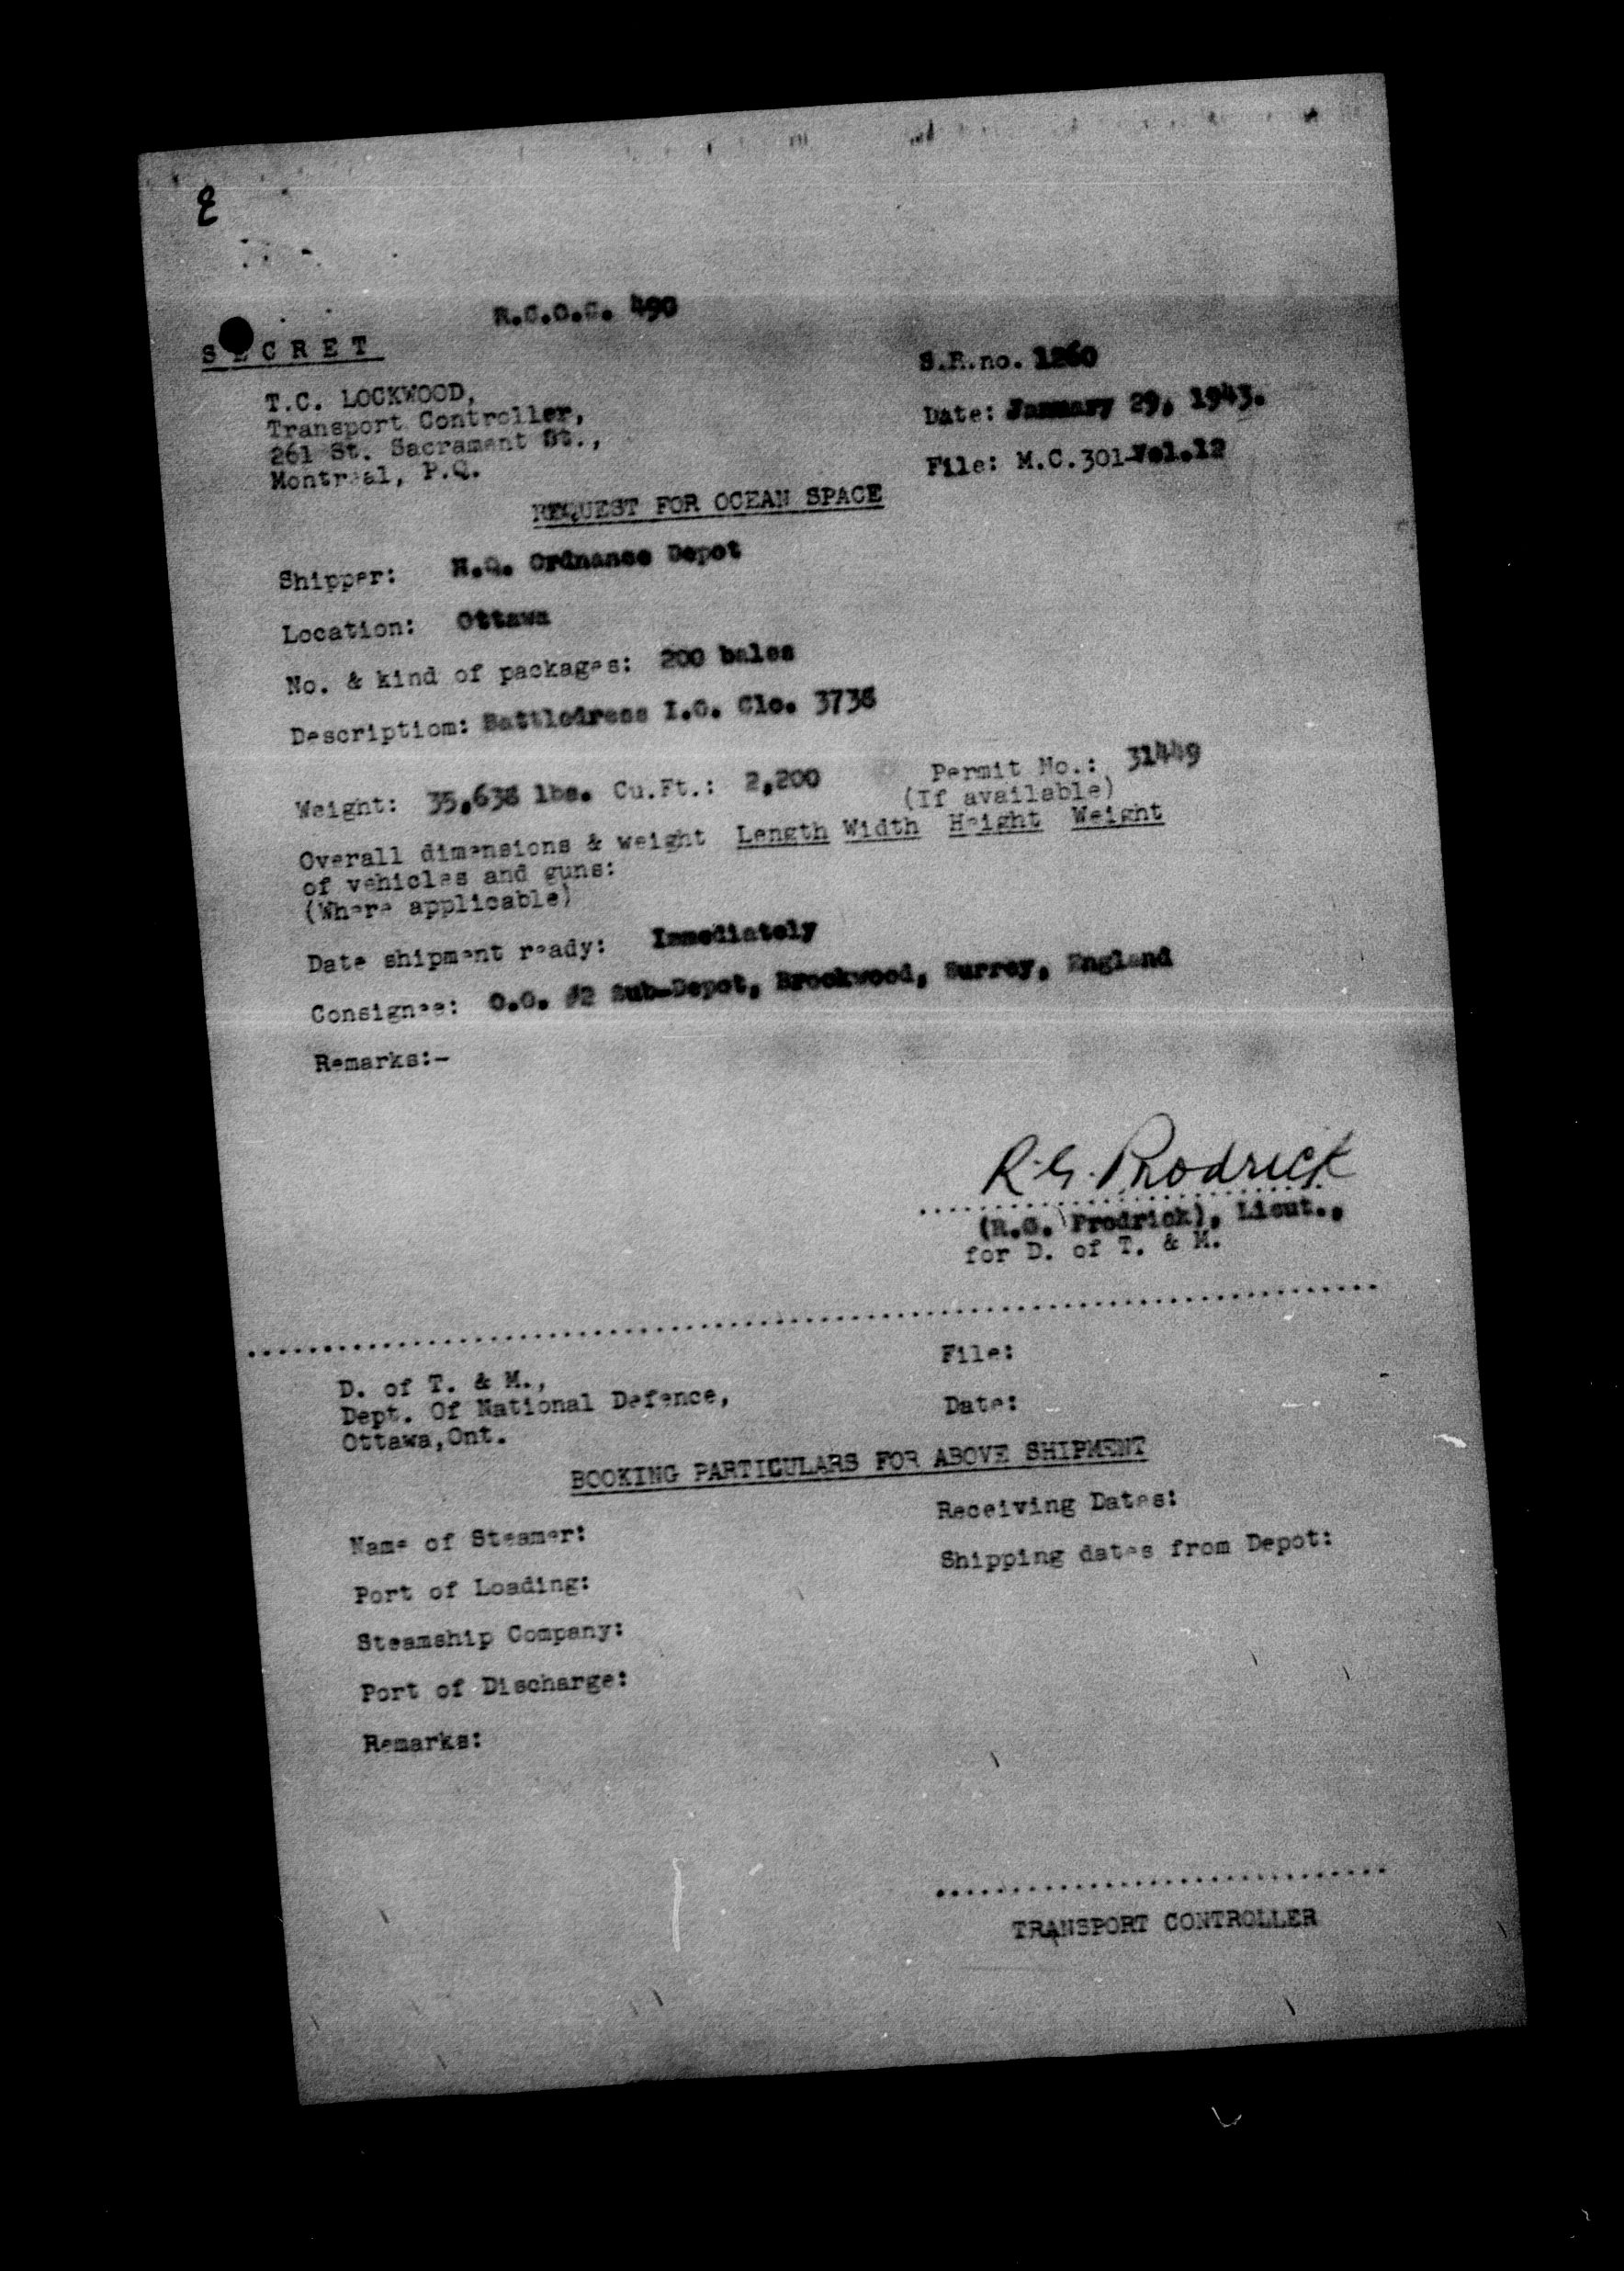 R.C.O.C. 490
SECRET
S.R.no. 1260
T.C. LOCKWOOD,
Transport Controller,
261 St. Sacrament St.,
Montreal, P.Q.
Date: January 29, 1943.
File: M.C.301-Vol.12
REQUEST FOR OCEAN SPACE
Shipper: H.Q. Ordnance Depot
Location: Ottawa
No. & kind of packages: 200 bales
Description: Battledress I.O. Clo. 3738
Weight: 35,638 lbs. Cu.Ft.: 2,200 Permit No.: 31449
(If available)
Overall dimensions & weight Length Width Height Weight
of vehicles and guns:
(Where applicable)
Date shipment ready: Immediately
Consignee: O.O. #2 Sub-Depot, Brookwood, Surrey, England
Remarks:-
R.G. Prodrick
(R.G. Prodrick), Lieut.,
for D. of T. & M.
D. of T. & M.,
Dept. Of National Defence,
Ottawa,Ont.
File:
Date:
BOOKING PARTICULARS FOR ABOVE SHIPMENT
Name of Steamer: Receiving Dates:
Port of Loading: Shipping dates from Depot:
Steamship Company:
Port of Discharge:
Remarks:
TRANSPORT CONTROLLER